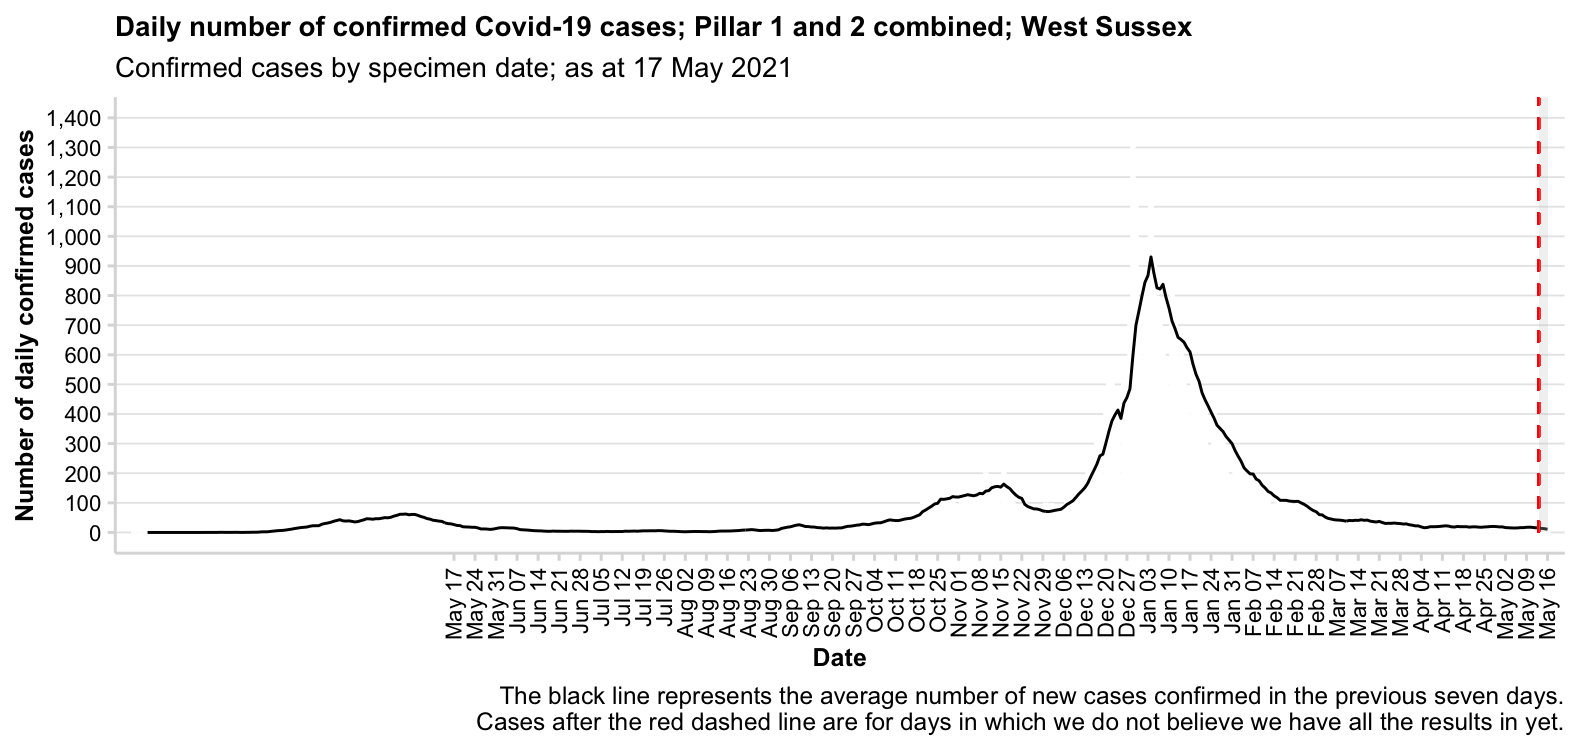 Daily number of confirmed Covid-19 cases; Pillar 1 and 2 combined; West Sussex
Confirmed cases by specimen date; as at 17 May 2021
Number of daily confirmed cases
1,400
1,300
1,200
1,100
1,000
900
800
700
600
500
400
300
200
100
0
May 17
May 24
May 31
Jun 07
Jun 14
Jun 21
Jun 28
Jul 05
Jul 12
Jul 19
Jul 26
Aug 02
Aug 09
Aug 16
Aug 23
Aug 30
Sep 06
Sep 13
Sep 20
Sep 27
Oct 04
Oct 11
Oct 18
Oct 25
Nov 01
Nov 08
Nov 15
Nov 22
Nov 29
Dec 06
Dec 13
Dec 20
Dec 27
Jan 03
Jan 10
Jan 17
Jan 24
Jan 31
Feb 07
Feb 14
Feb 21
Feb 28
Mar 07
Mar 14
Mar 21
Mar 28
Apr 04
Apr 11
Apr 18
Apr 25
May 02
May 09
May 16
Date
The black line represents the average number of new cases confirmed in the previous seven days.
Cases after the red dashed line are for days in which we do not believe we have all the results in yet.